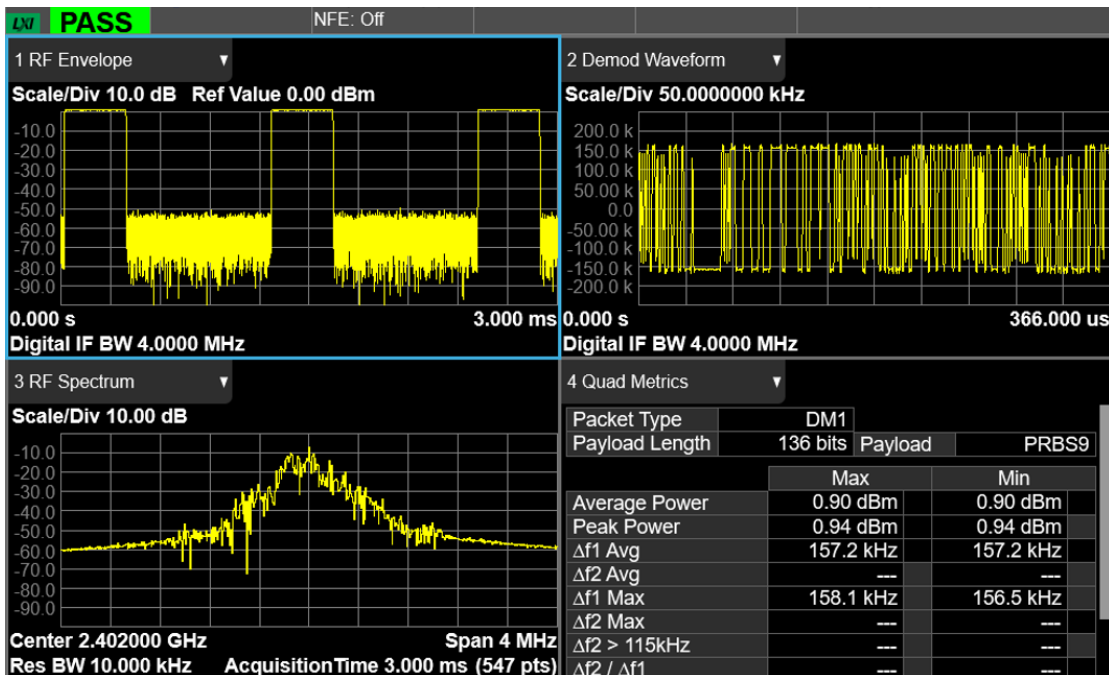 LXI PASS NFE: Off
1 RF Envelope
Scale/Div 10.0 dB Ref Value 0.00 dBm
-10.0
-20.0
-30.0
-40.0
-50.0
-60.0
-70.0
-80.0
-90.0
0.000 s 3.000 ms
Digital IF BW 4.0000 MHz
2 Demod Waveform
Scale/Div 50.0000000 kHz
200.0 k
150.0 k
100.0 k
50.00 k
0.0
-50.00 k
-100.0 k
-150.0 k
-200.0 k
0.000 s 366.000 us
Digital IF BW 4.0000 MHz
3 RF Spectrum
Scale/Div 10.00 dB
-10.0
-20.0
-30.0
-40.0
-50.0
-60.0
-70.0
-80.0
-90.0
Center 2.402000 GHz Span 4 MHz
Res BW 10.000 kHz AcquisitionTime 3.000 ms (547 pts)
4 Quad Metrics
Packet Type DM1
Payload Length 136 bits Payload PRBS9
Max Min
Average Power 0.90 dBm 0.90 dBm
Peak Power 0.94 dBm 0.94 dBm
Δf1 Avg 157.2 kHz 157.2 kHz
Δf2 Avg --- ---
Δf1 Max 158.1 kHz 156.5 kHz
Δf2 Max --- ---
Δf2 > 115kHz --- ---
Δf2 / Δf1 --- ---